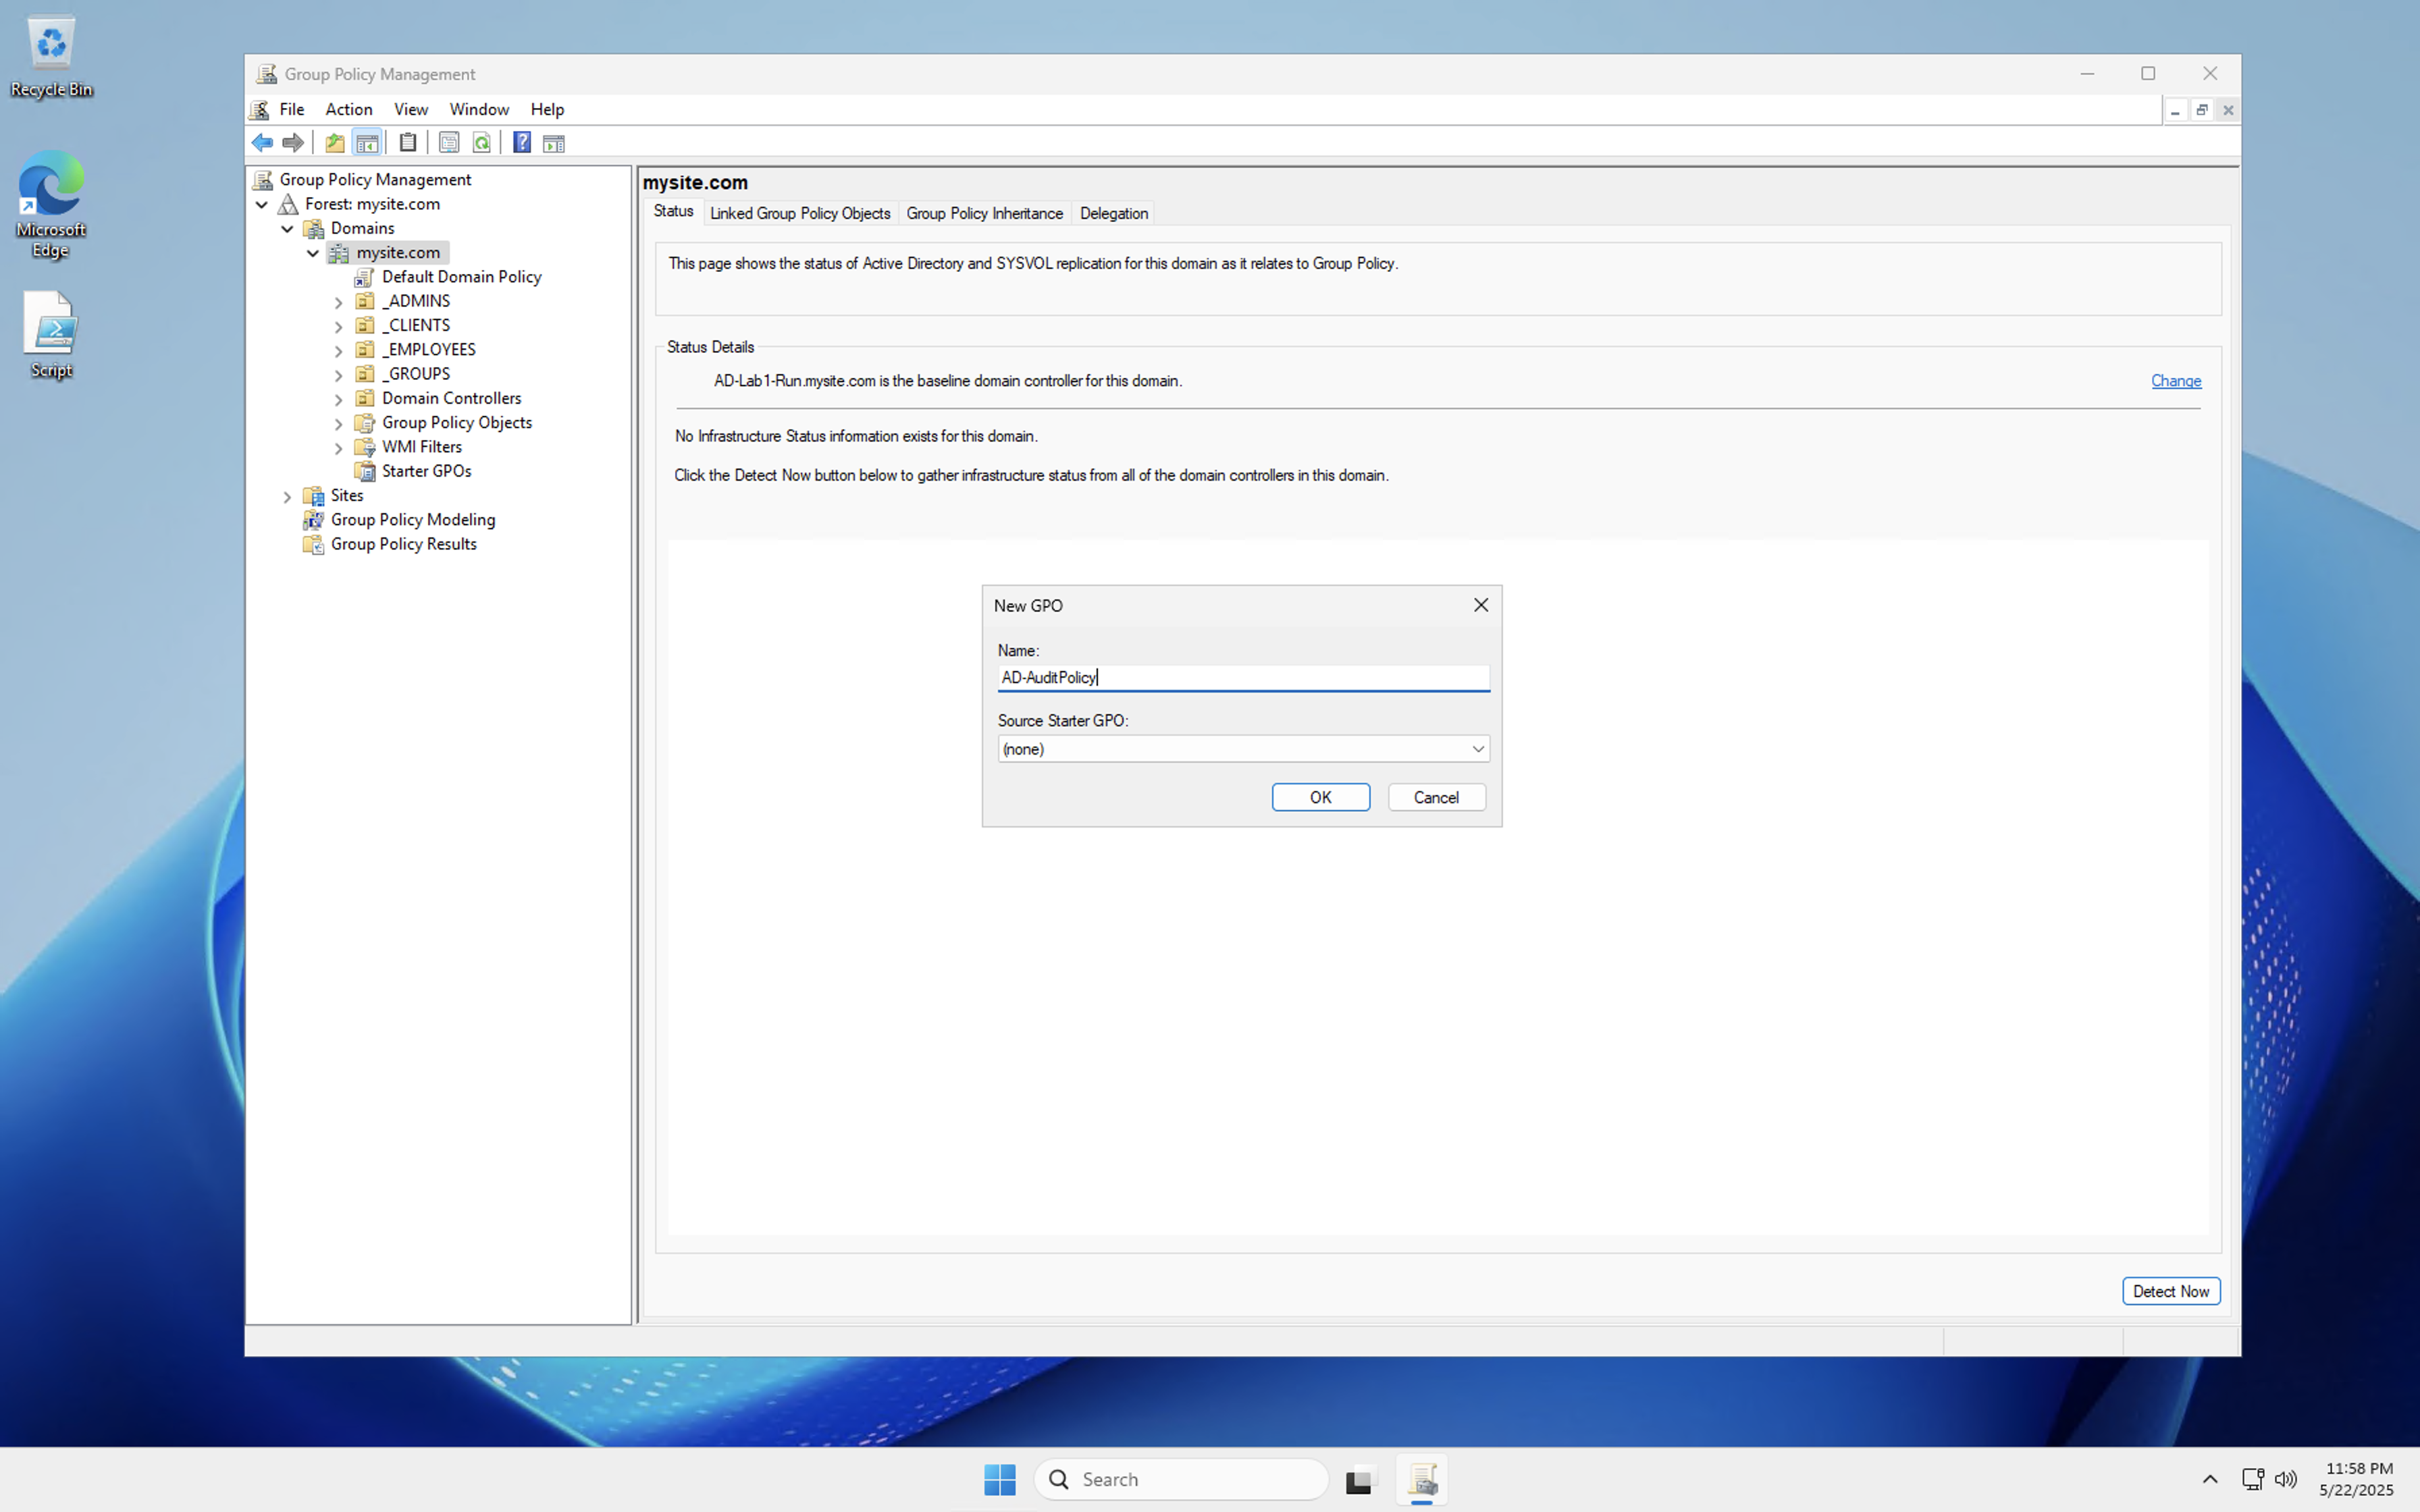 Recycle Bin
Microsoft
Edge
Script
Group Policy Management
File Action View Window Help
Group Policy Management
Forest: mysite.com
Domains
mysite.com
Default Domain Policy
_ADMINS
_CLIENTS
_EMPLOYEES
_GROUPS
Domain Controllers
Group Policy Objects
WMI Filters
Starter GPOs
Sites
Group Policy Modeling
Group Policy Results
mysite.com
Status Linked Group Policy Objects Group Policy Inheritance Delegation
This page shows the status of Active Directory and SYSVOL replication for this domain as it relates to Group Policy.
Status Details
AD-Lab1-Run.mysite.com is the baseline domain controller for this domain. Change
No Infrastructure Status information exists for this domain.
Click the Detect Now button below to gather infrastructure status from all of the domain controllers in this domain.
New GPO
Name:
AD-AuditPolicy
Source Starter GPO:
(none)
OK Cancel
Detect Now
Search
11:58 PM
5/22/2025